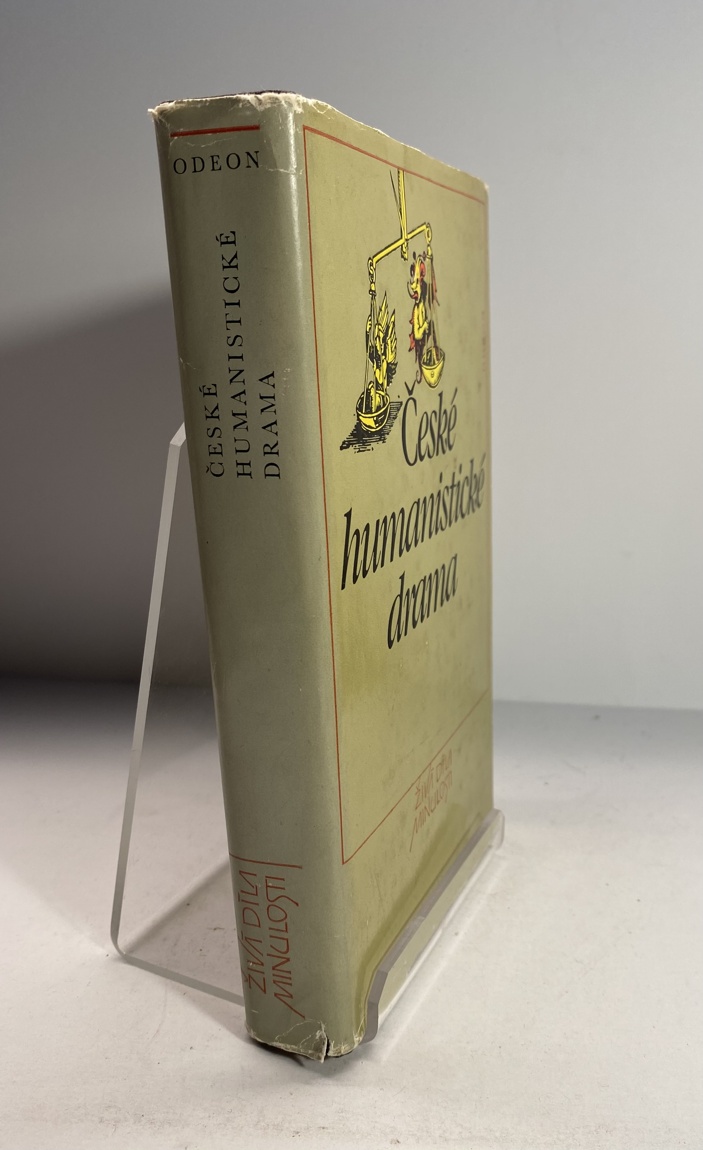 ODEON
ČESKÉ
HUMANISTICKÉ
DRAMA
ŽIVÁ DÍLA
MINULOSTI
České
humanistické
drama
ŽIVÁ DÍLA
MINULOSTI